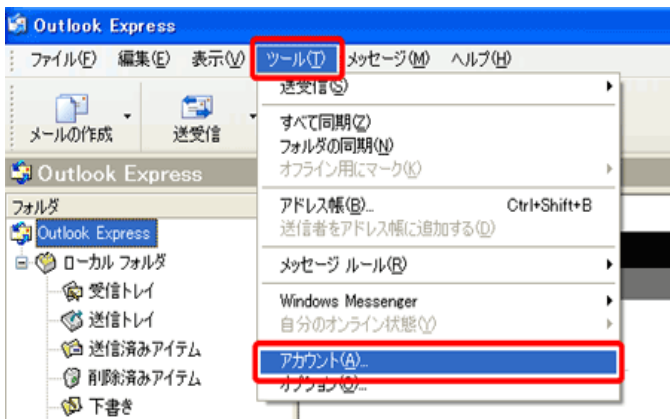 Outlook Express
ファイル(F) 編集(E) 表示(V) ツール(T) メッセージ(M) ヘルプ(H)
メールの作成 送受信
送受信(S)
すべて同期(Z)
フォルダの同期(N)
オフライン用にマーク(K)
アドレス帳(B)... Ctrl+Shift+B
送信者をアドレス帳に追加する(D)
メッセージ ルール(R)
Windows Messenger
自分のオンライン状態(Y)
アカウント(A)...
オプション(O)...
Outlook Express
フォルダ
Outlook Express
ローカル フォルダ
受信トレイ
送信トレイ
送信済みアイテム
削除済みアイテム
下書き